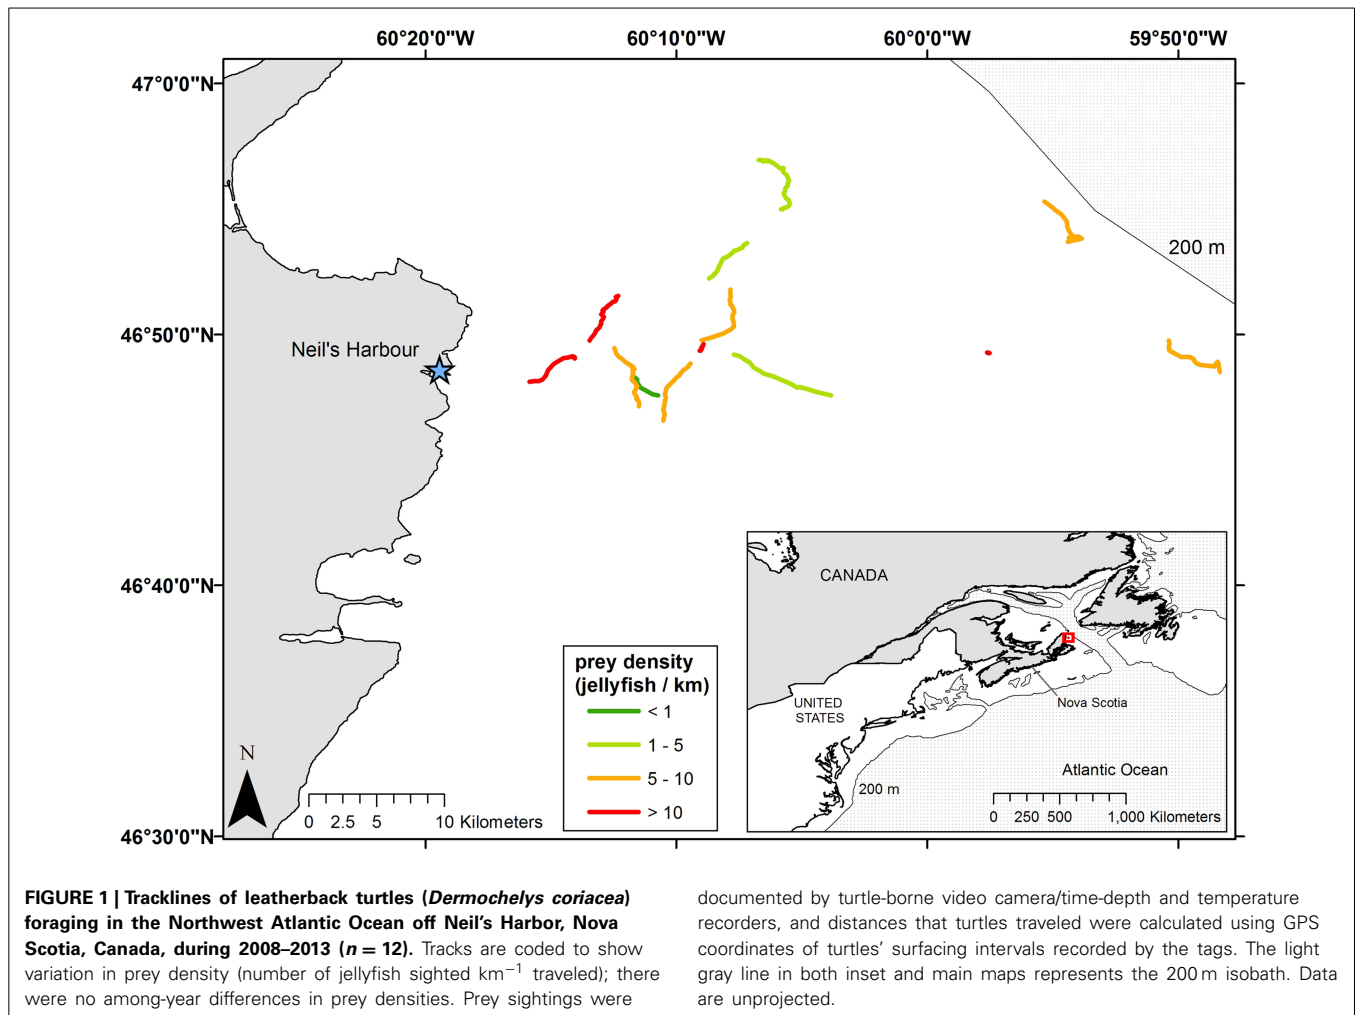 60°20'0"W 60°10'0"W 60°0'0"W 59°50'0"W
47°0'0"N
200 m
46°50'0"N
Neil's Harbour
46°40'0"N
CANADA
Nova Scotia
UNITED
STATES
Atlantic Ocean
200 m
0 250 500 1,000 Kilometers
prey density
(jellyfish / km)
< 1
1 - 5
5 - 10
> 10
N
0 2.5 5 10 Kilometers
46°30'0"N
FIGURE 1 | Tracklines of leatherback turtles (Dermochelys coriacea)
foraging in the Northwest Atlantic Ocean off Neil's Harbor, Nova
Scotia, Canada, during 2008–2013 (n = 12). Tracks are coded to show
variation in prey density (number of jellyfish sighted km−1 traveled); there
were no among-year differences in prey densities. Prey sightings were
documented by turtle-borne video camera/time-depth and temperature
recorders, and distances that turtles traveled were calculated using GPS
coordinates of turtles' surfacing intervals recorded by the tags. The light
gray line in both inset and main maps represents the 200 m isobath. Data
are unprojected.